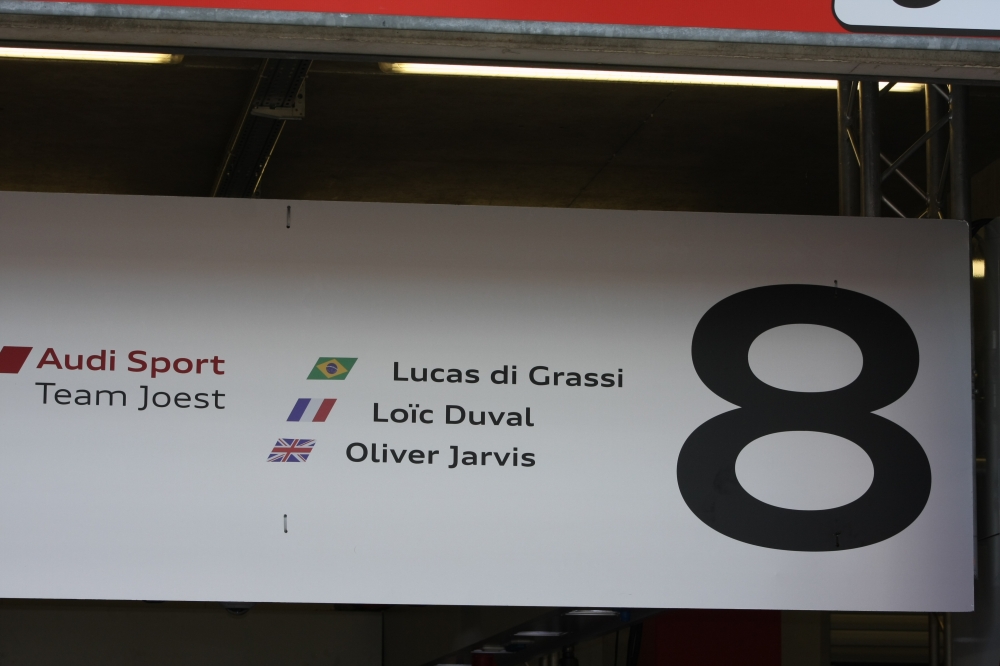 Audi Sport
Team Joest
Lucas di Grassi
Loïc Duval
Oliver Jarvis
8